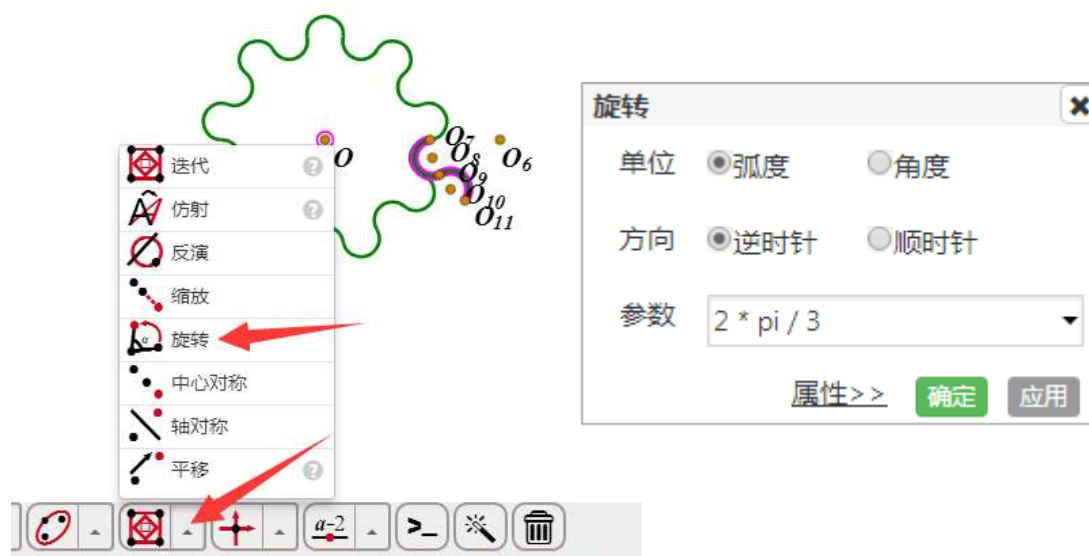 O
O7
O8
O9
O10
O11
O6
迭代
仿射
反演
缩放
α
旋转
中心对称
轴对称
平移
旋转
单位 弧度 角度
方向 逆时针 顺时针
参数 2 * pi / 3
属性>> 确定 应用
a=2
>_